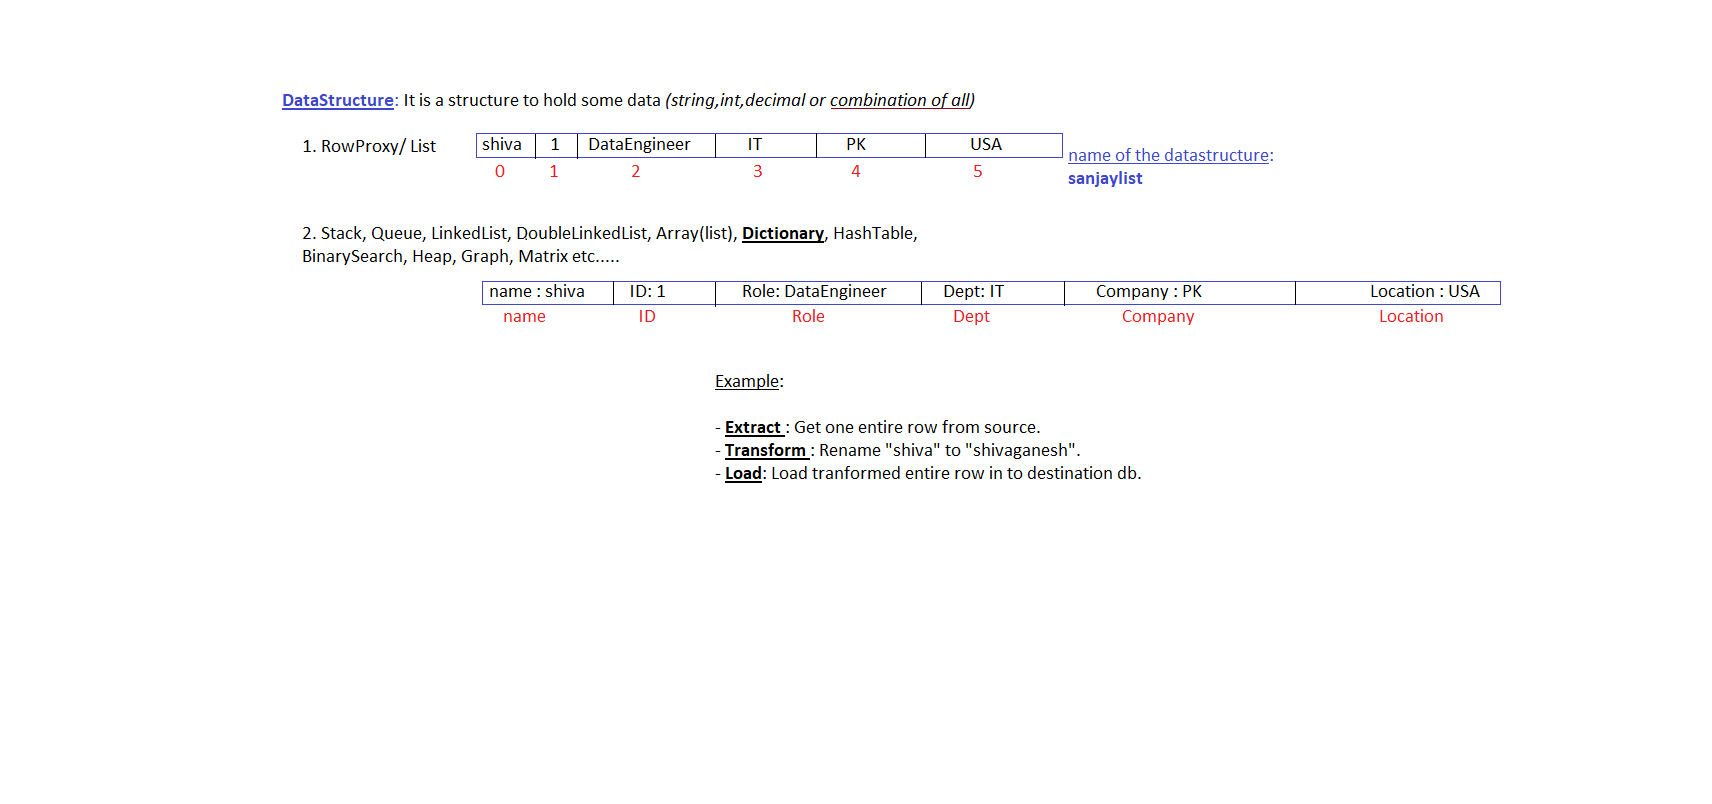 DataStructure: It is a structure to hold some data (string,int,decimal or combination of all)
1. RowProxy/ List
shiva 1 DataEngineer IT PK USA
0 1 2 3 4 5
name of the datastructure:
sanjaylist
2. Stack, Queue, LinkedList, DoubleLinkedList, Array(list), Dictionary, HashTable,
BinarySearch, Heap, Graph, Matrix etc.....
name : shiva ID: 1 Role: DataEngineer Dept: IT Company : PK Location : USA
name ID Role Dept Company Location
Example:
- Extract : Get one entire row from source.
- Transform : Rename "shiva" to "shivaganesh".
- Load: Load tranformed entire row in to destination db.